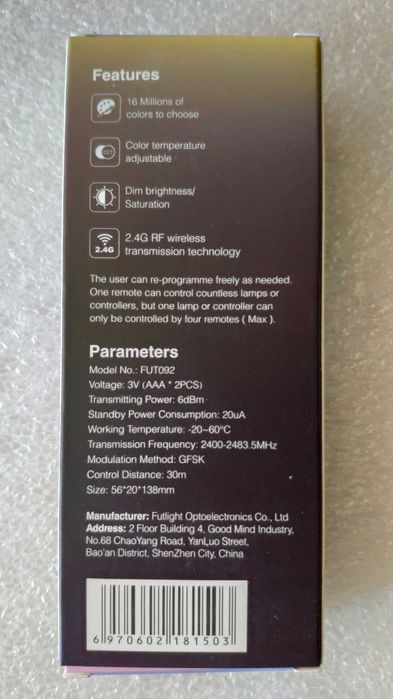 Features
16 Millions of
colors to choose
CCT
Color temperature
adjustable
Dim brightness/
Saturation
2.4G
2.4G RF wireless
transmission technology
The user can re-programme freely as needed.
One remote can control countless lamps or
controllers, but one lamp or controller can
only be controlled by four remotes ( Max ).
Parameters
Model No.: FUT092
Voltage: 3V (AAA * 2PCS)
Transmitting Power: 6dBm
Standby Power Consumption: 20uA
Working Temperature: -20~60°C
Transmission Frequency: 2400-2483.5MHz
Modulation Method: GFSK
Control Distance: 30m
Size: 56*20*138mm
Manufacturer: Futlight Optoelectronics Co., Ltd
Address: 2 Floor Building 4, Good Mind Industry,
No.68 ChaoYang Road, YanLuo Street,
Bao'an District, ShenZhen City, China
6 970602 181503